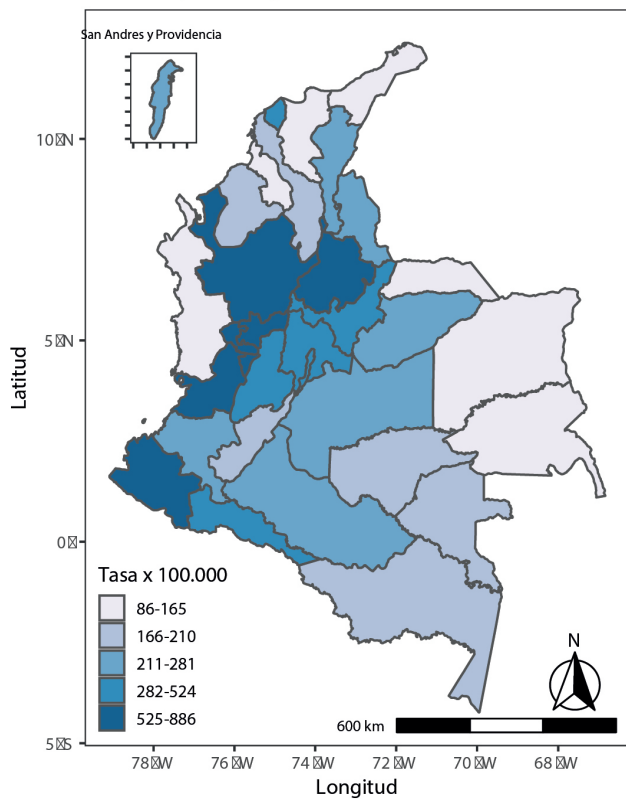 San Andres y Providencia
10°N
5°N
0°
5°S
Latitud
Tasa x 100.000
86-165
166-210
211-281
282-524
525-886
N
600 km
78°W
76°W
74°W
72°W
70°W
68°W
Longitud